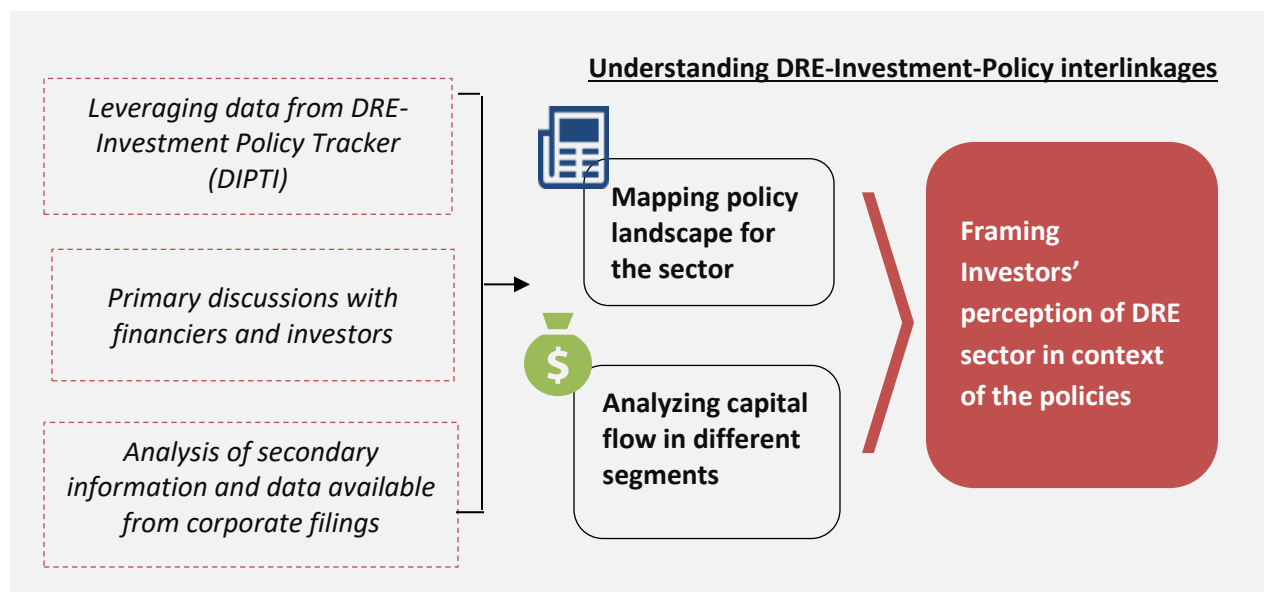 Understanding DRE-Investment-Policy interlinkages
Leveraging data from DRE-
Investment Policy Tracker
(DIPTI)
Primary discussions with
financiers and investors
Analysis of secondary
information and data available
from corporate filings
Mapping policy
landscape for
the sector
$
Analyzing capital
flow in different
segments
Framing
Investors’
perception of DRE
sector in context
of the policies